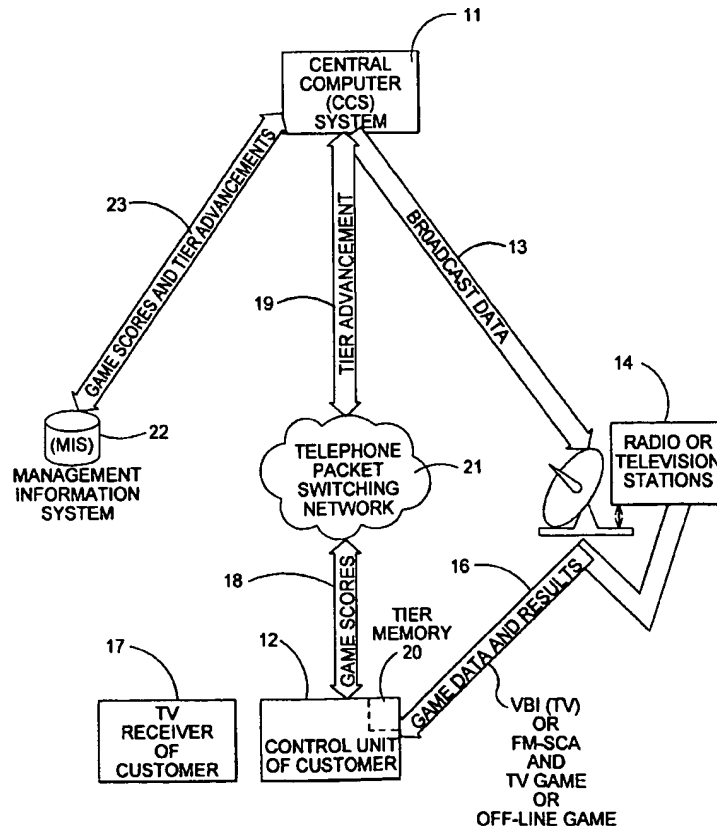 11
CENTRAL
COMPUTER
(CCS)
SYSTEM
23
GAME SCORES AND TIER ADVANCEMENTS
19
TIER ADVANCEMENT
BROADCAST DATA
13
14
RADIO OR
TELEVISION
STATIONS
(MIS)
22
MANAGEMENT
INFORMATION
SYSTEM
TELEPHONE
PACKET
SWITCHING
NETWORK
21
18
GAME SCORES
16
GAME DATA AND RESULTS
TIER
MEMORY
20
17
12
TV
RECEIVER
OF
CUSTOMER
CONTROL UNIT
OF CUSTOMER
VBI (TV)
OR
FM-SCA
AND
TV GAME
OR
OFF-LINE GAME